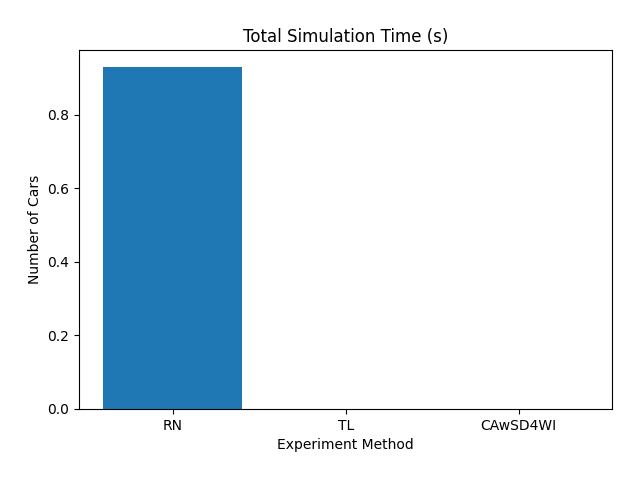 Total Simulation Time (s)
Number of Cars
0.8
0.6
0.4
0.2
0.0
RN TL CAwSD4WI
Experiment Method